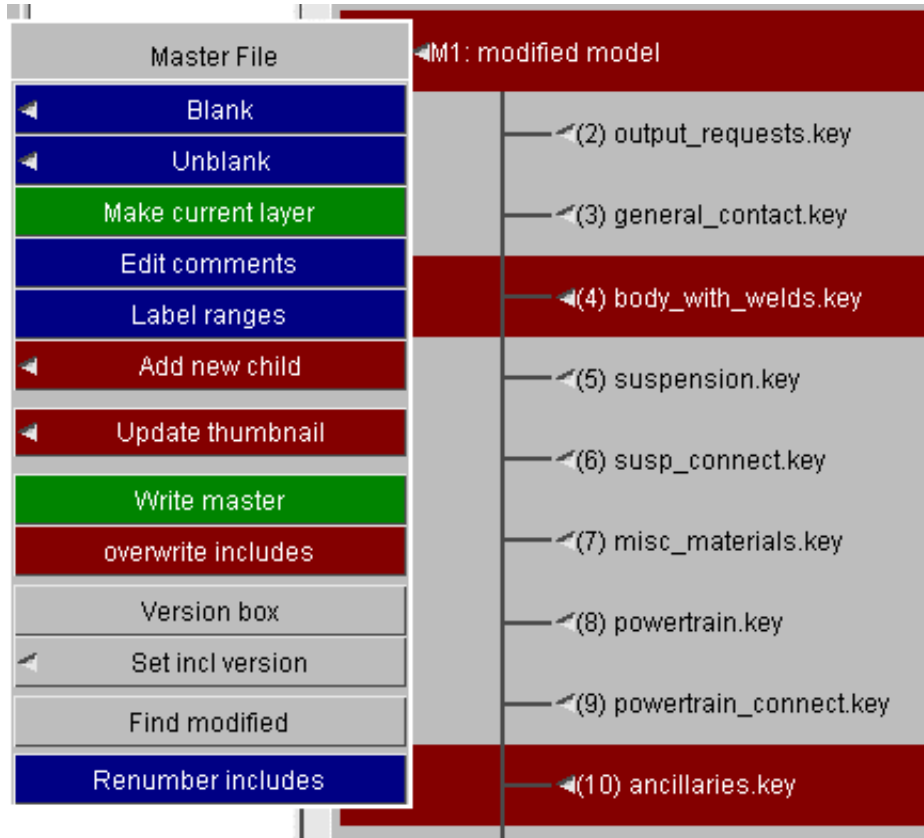 Master File
Blank
Unblank
Make current layer
Edit comments
Label ranges
Add new child
Update thumbnail
Write master
overwrite includes
Version box
Set incl version
Find modified
Renumber includes
M1: modified model
(2) output_requests.key
(3) general_contact.key
(4) body_with_welds.key
(5) suspension.key
(6) susp_connect.key
(7) misc_materials.key
(8) powertrain.key
(9) powertrain_connect.key
(10) ancillaries.key